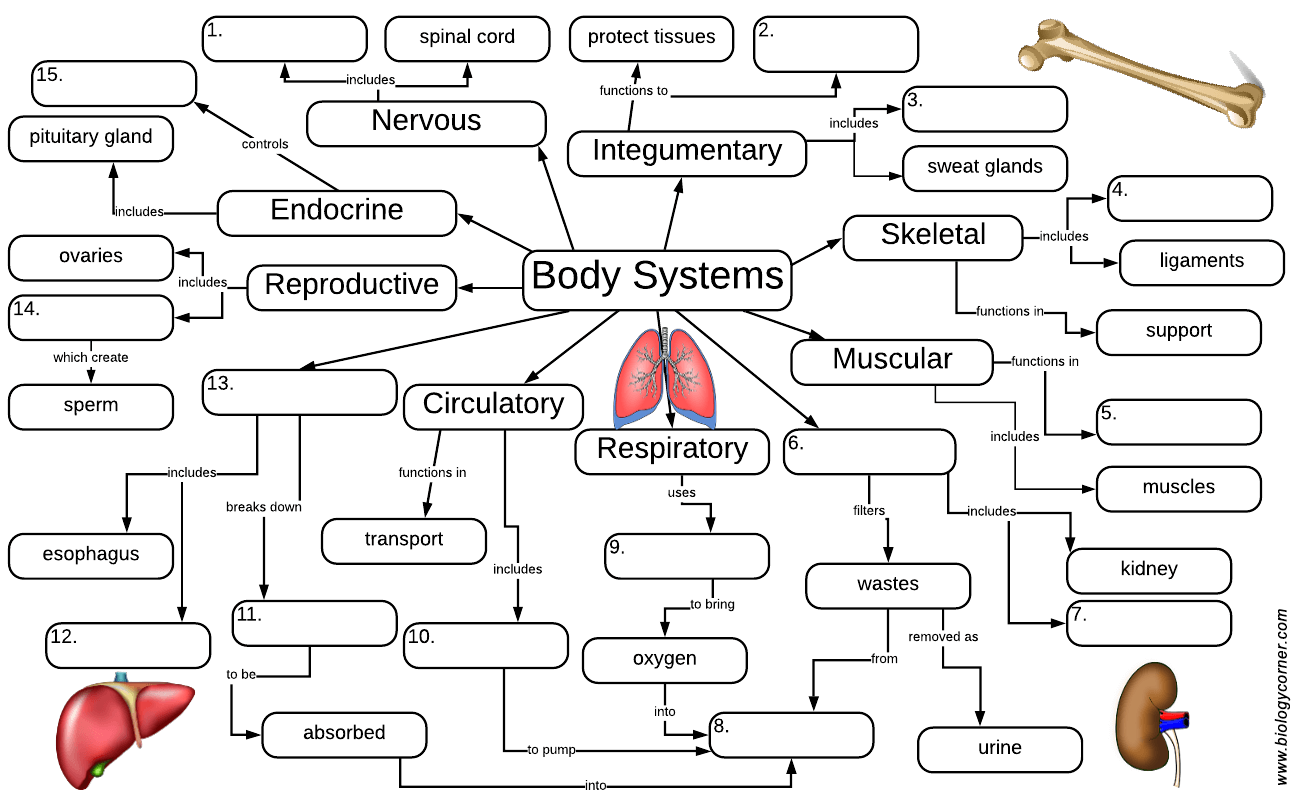 1.
spinal cord
protect tissues
2.
15.
includes
functions to
3.
pituitary gland
Nervous
includes
controls
Integumentary
sweat glands
4.
includes
Endocrine
Skeletal
includes
ovaries
Body Systems
ligaments
includes
Reproductive
14.
functions in
support
which create
Muscular
functions in
13.
sperm
Circulatory
5.
includes
6.
Respiratory
includes
functions in
uses
muscles
breaks down
filters
includes
esophagus
transport
9.
kidney
includes
wastes
to bring
11.
7.
12.
10.
removed as
oxygen
from
to be
into
absorbed
8.
to pump
urine
into
www.biologycorner.com